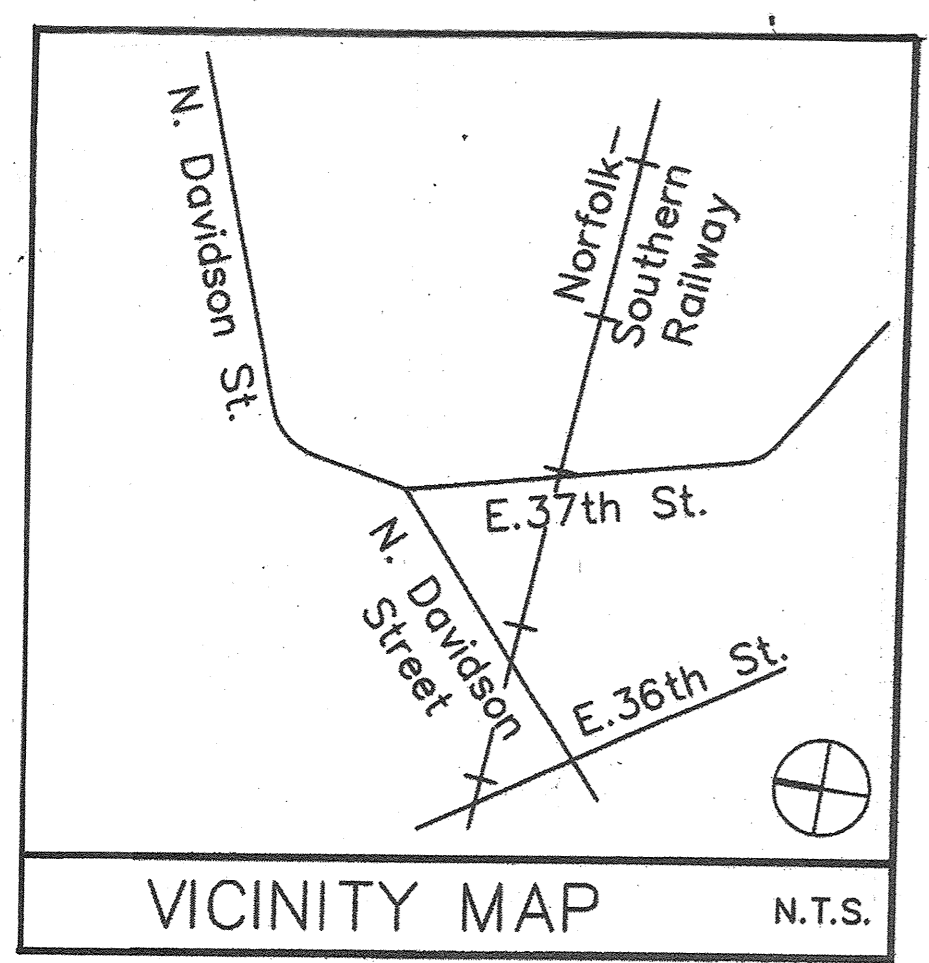 N. Davidson St.
Norfolk-
Southern
Railway
E.37th St.
N. Davidson
Street
E.36th St.
VICINITY MAP
N.T.S.